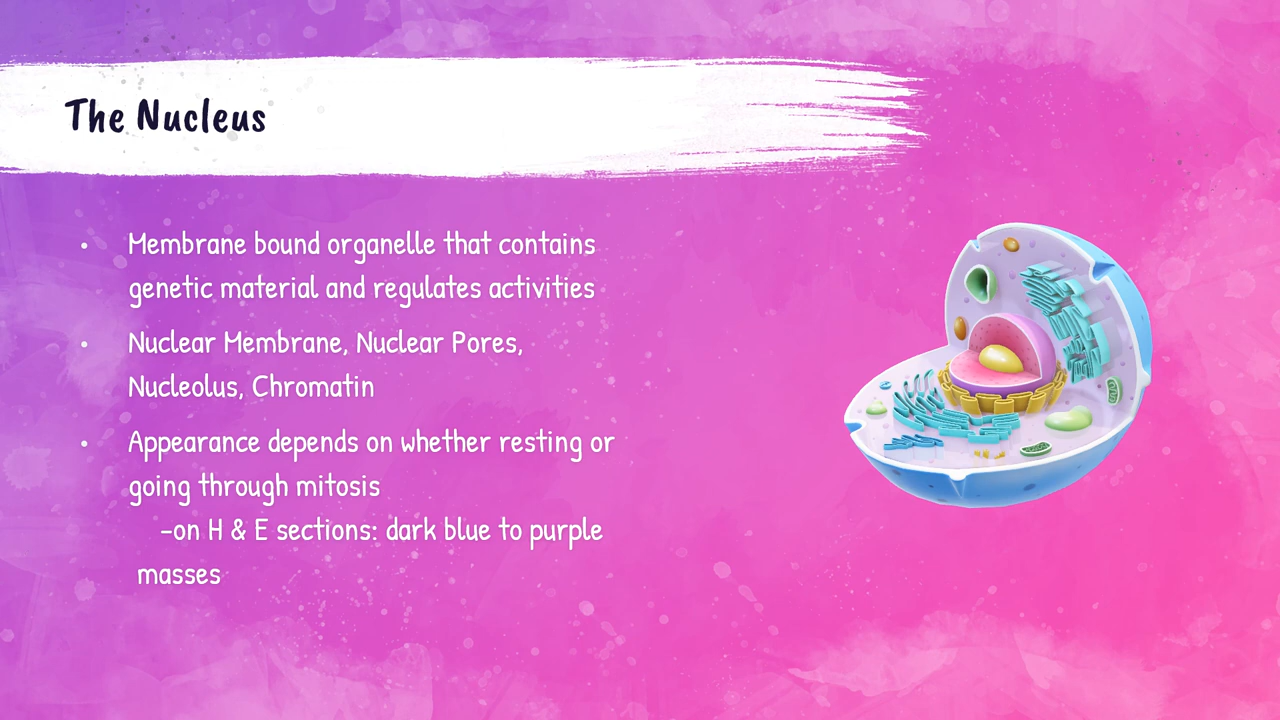 The Nucleus
• Membrane bound organelle that contains
genetic material and regulates activities
• Nuclear Membrane, Nuclear Pores,
Nucleolus, Chromatin
• Appearance depends on whether resting or
going through mitosis
-on H & E sections: dark blue to purple
masses